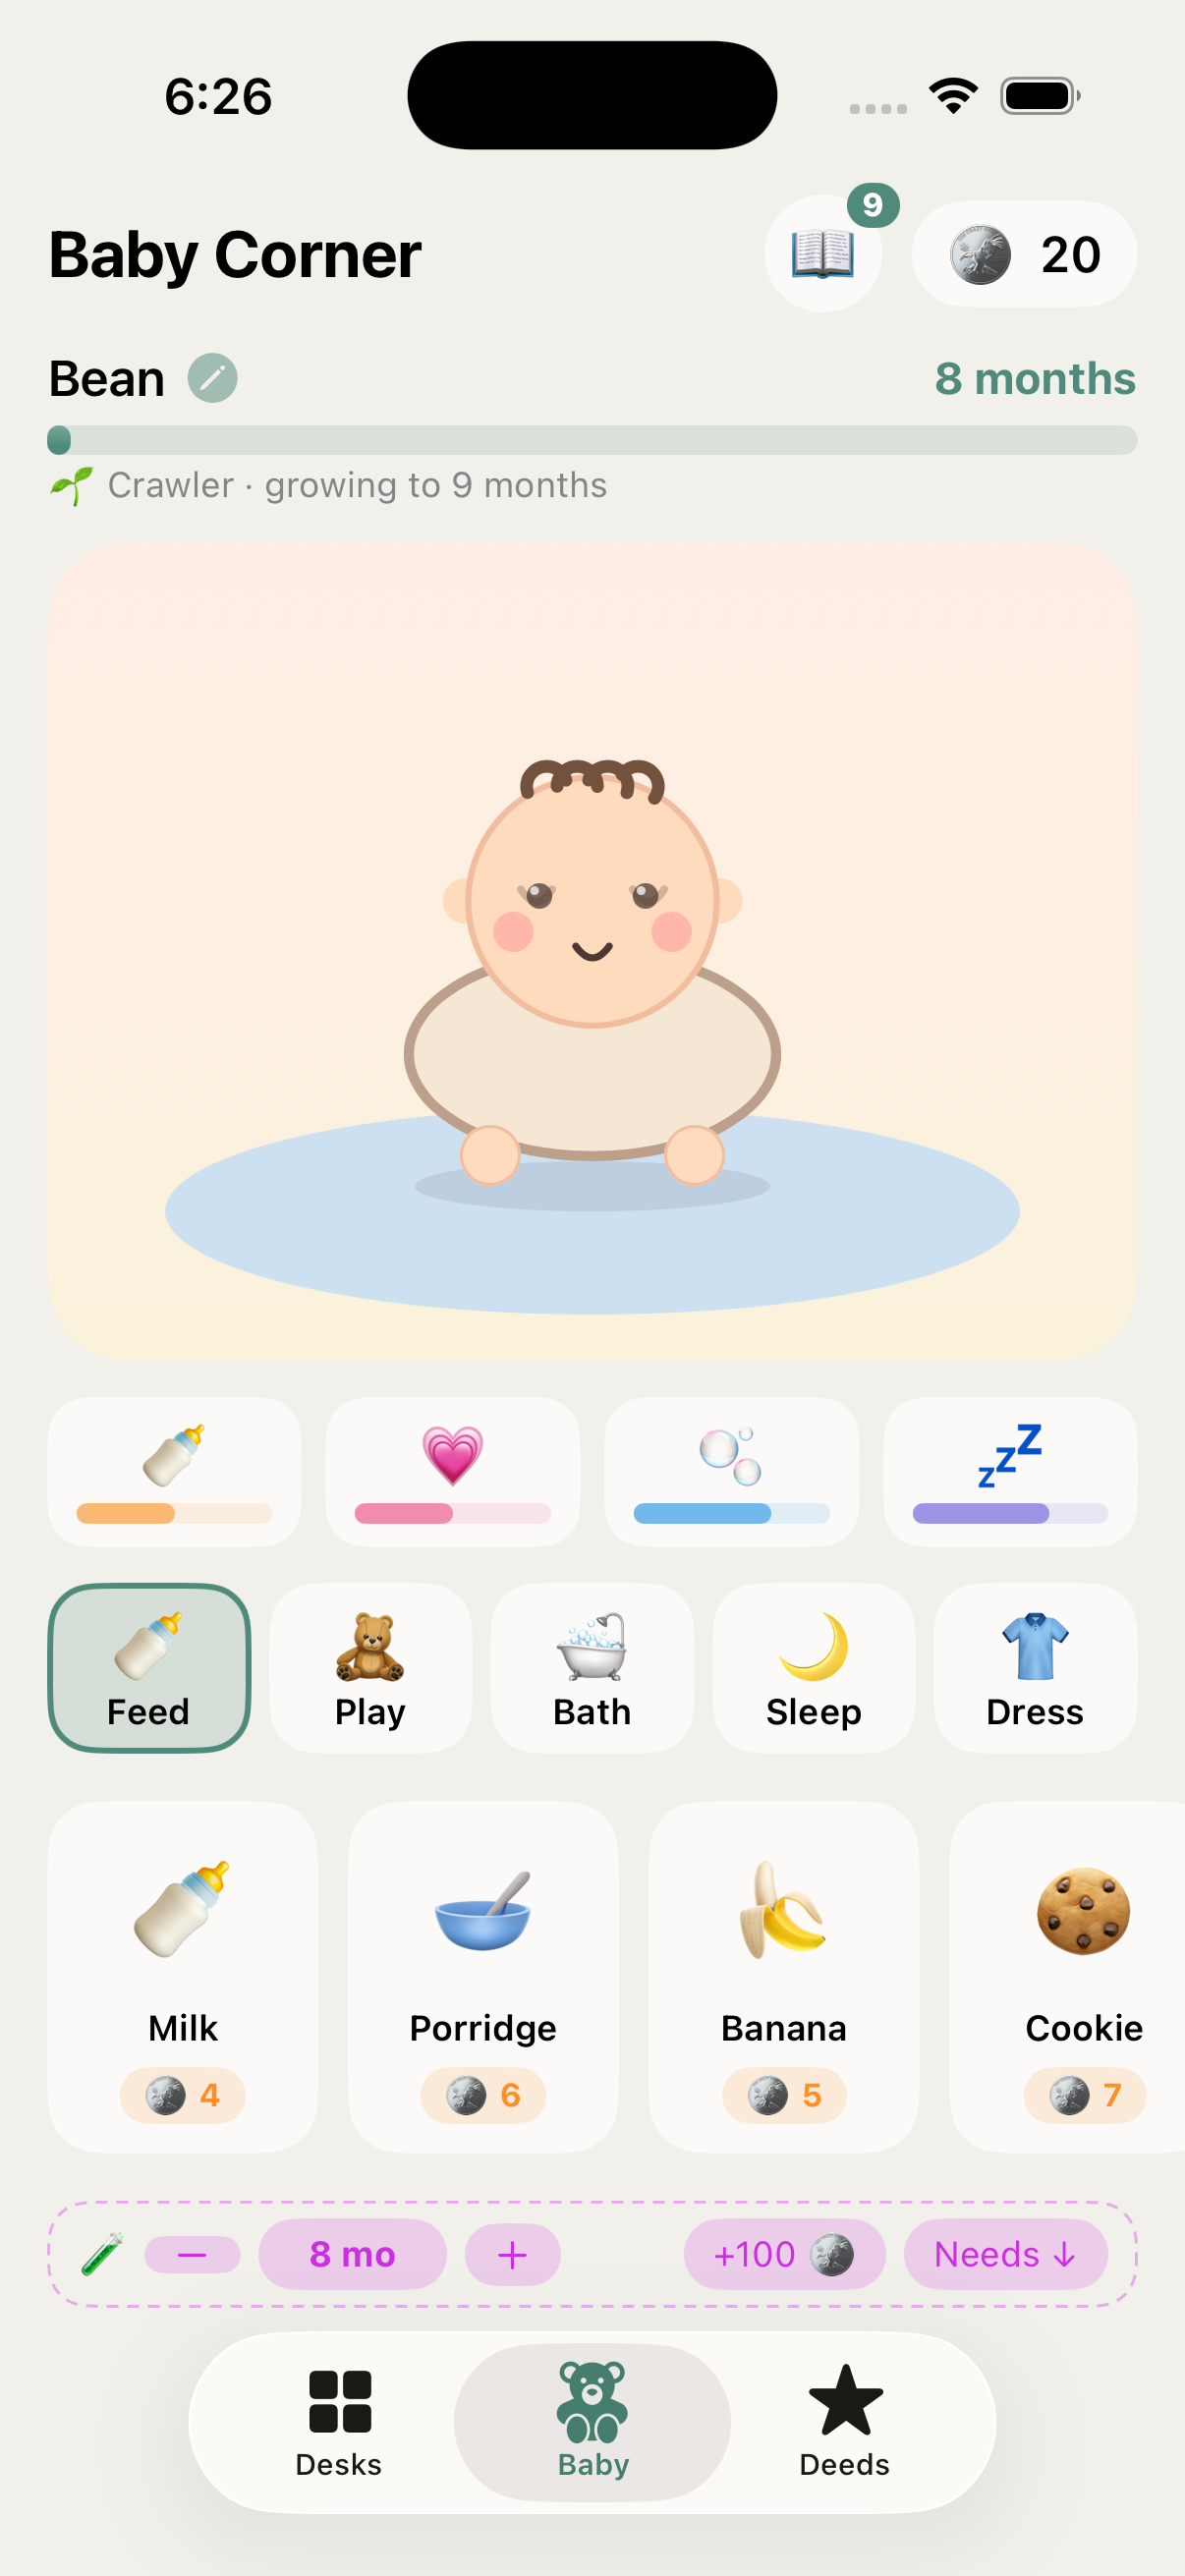 6:26
Baby Corner
9
20
Bean
8 months
Crawler · growing to 9 months
Feed
Play
Bath
Sleep
Dress
Milk
Porridge
Banana
Cookie
4
6
5
7
8 mo
+100
Needs ↓
Desks
Baby
Deeds